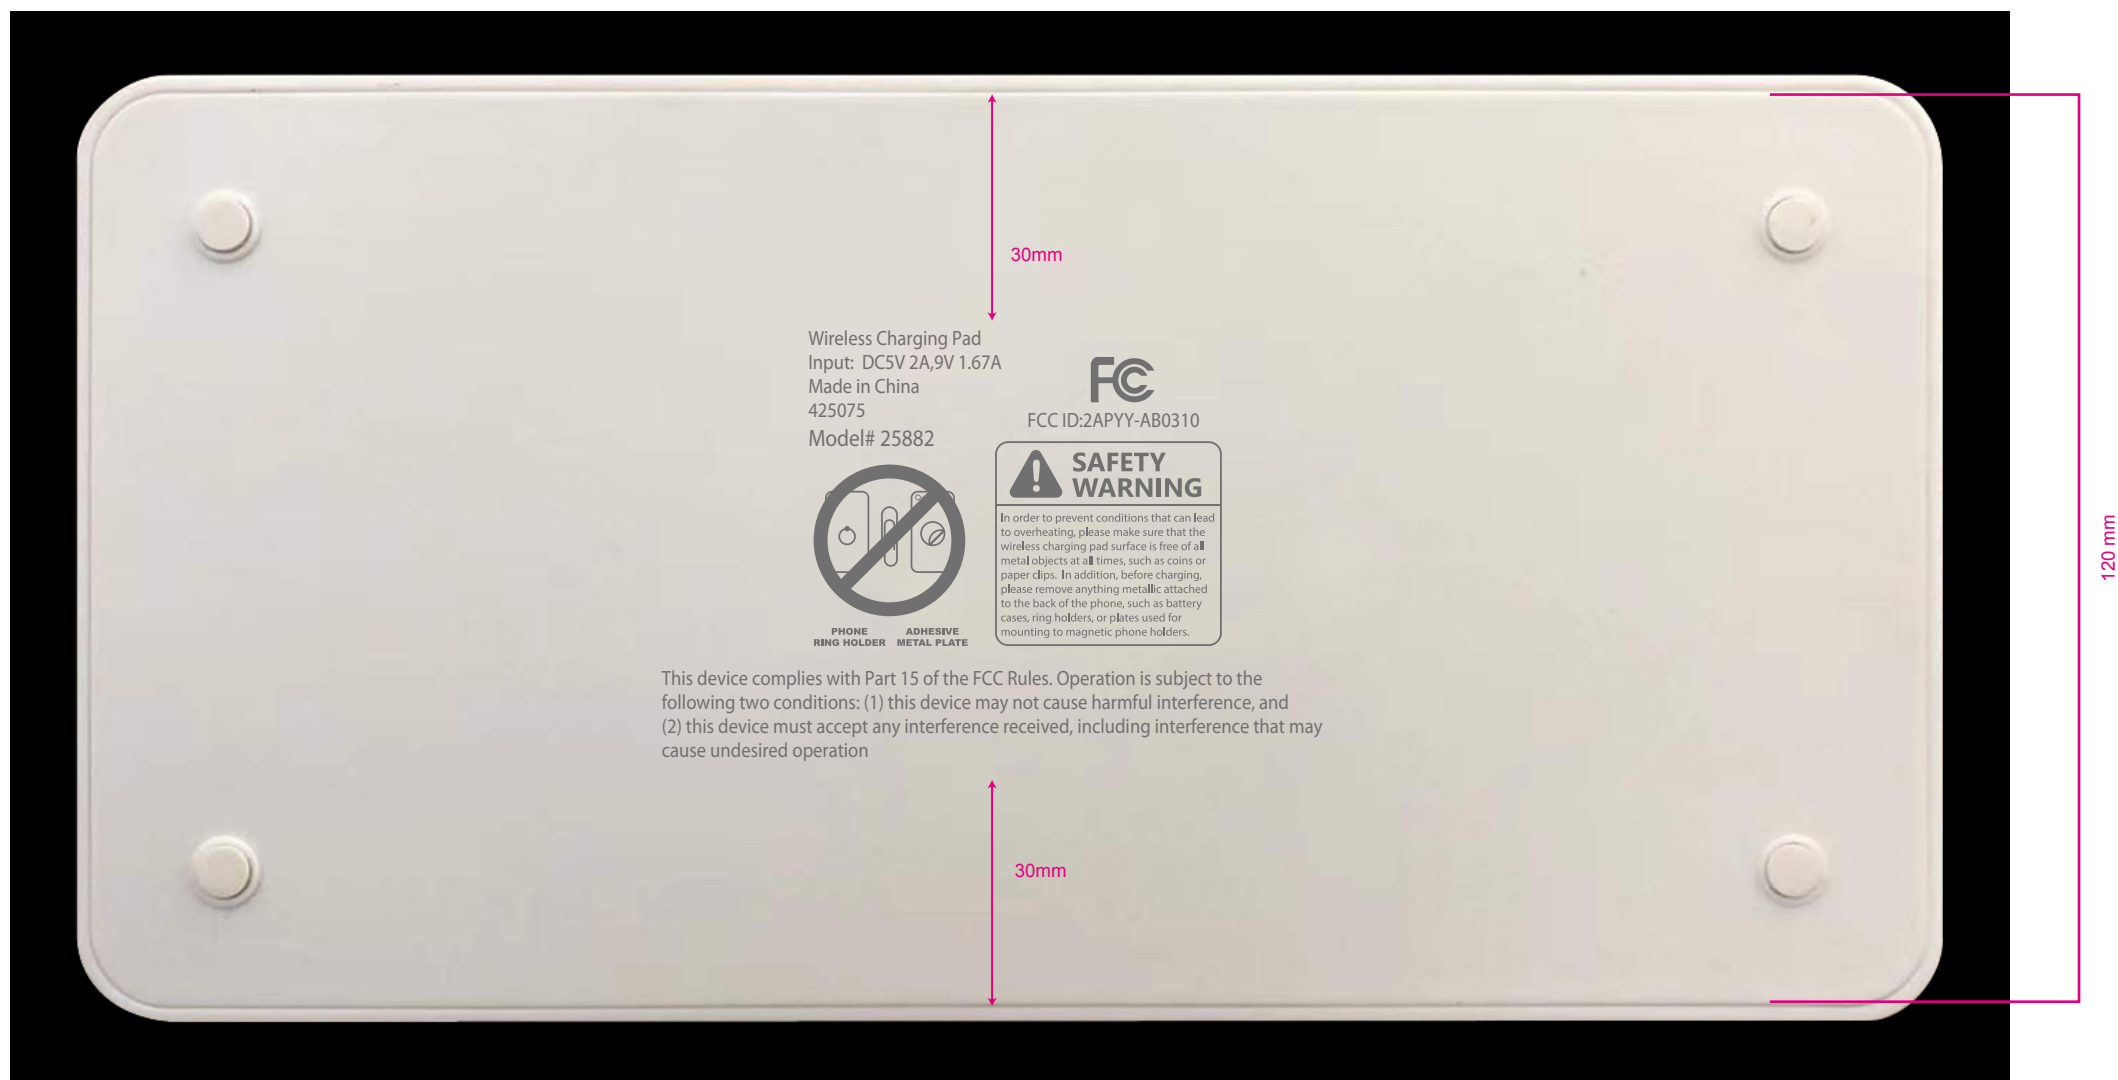 30mm
Wireless Charging Pad
Input:  DC5V 2A,9V 1.67A
Made in China
425075
Model# 25882
FC
FCC ID:2APYY-AB0310
SAFETY
WARNING
In order to prevent conditions that can lead
to overheating, please make sure that the
wireless charging pad surface is free of all
metal objects at all times, such as coins or
paper clips.  In addition, before charging,
please remove anything metallic attached
to the back of the phone, such as battery
cases, ring holders, or plates used for
mounting to magnetic phone holders.
PHONE
RING HOLDER
ADHESIVE
METAL PLATE
This device complies with Part 15 of the FCC Rules. Operation is subject to the
following two conditions: (1) this device may not cause harmful interference, and
(2) this device must accept any interference received, including interference that may
cause undesired operation
30mm
120 mm